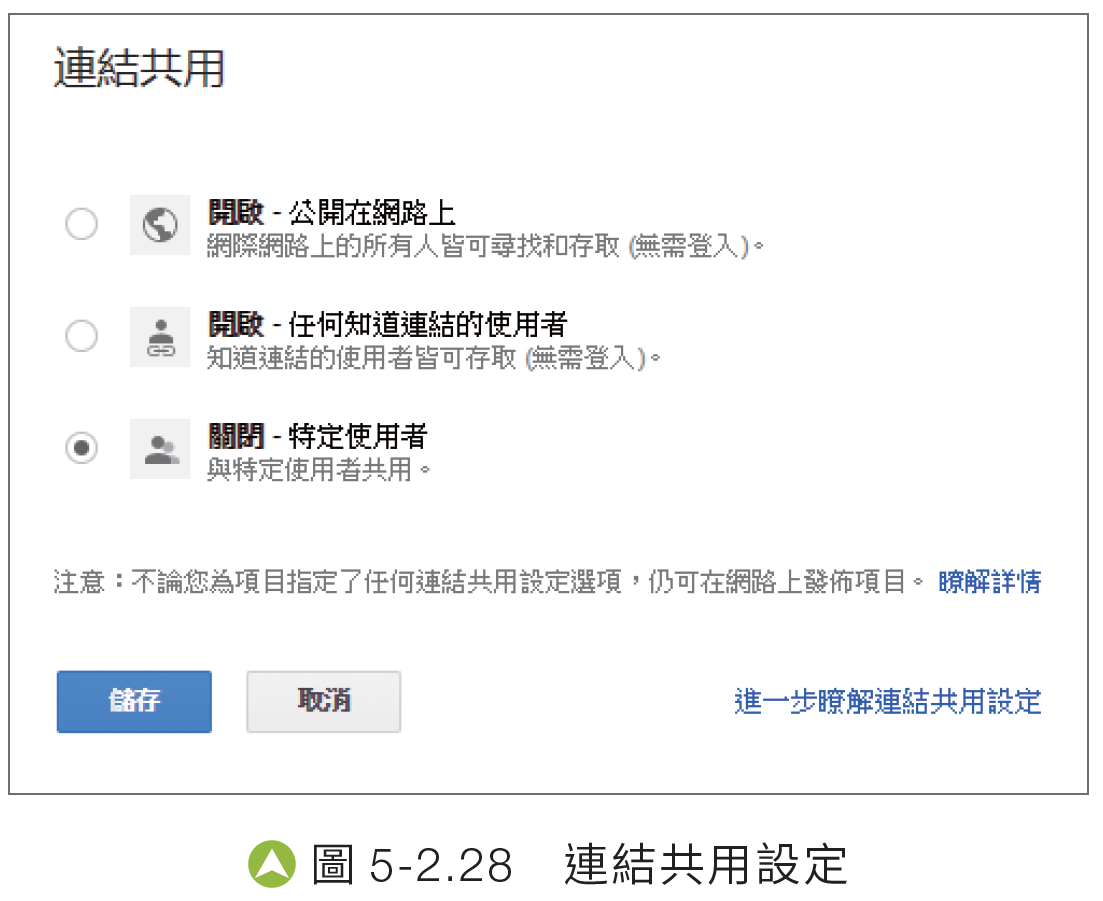 連結共用
開啟 - 公開在網路上
網際網路上的所有人皆可尋找和存取 (無需登入)。
開啟 - 任何知道連結的使用者
知道連結的使用者皆可存取 (無需登入)。
關閉 - 特定使用者
與特定使用者共用。
注意：不論您為項目指定了任何連結共用設定選項，仍可在網路上發佈項目。 瞭解詳情
儲存 取消 進一步瞭解連結共用設定
圖 5-2.28 連結共用設定